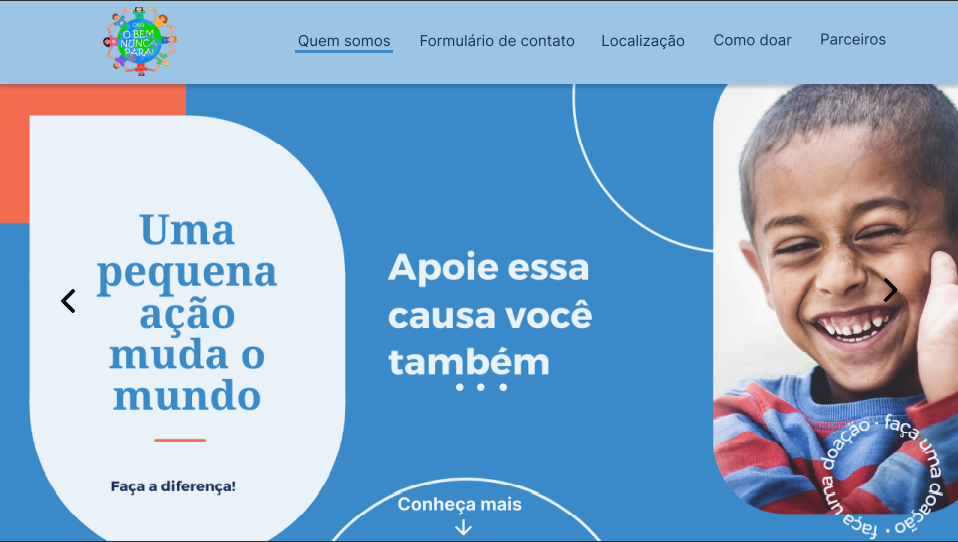 ONG
O BEM
NUNCA
PARA!
Quem somos
Formulário de contato
Localização
Como doar
Parceiros
Uma
pequena
ação
muda o
mundo
Faça a diferença!
Apoie essa
causa você
também
Conheça mais
faça uma doação · faça uma doação ·